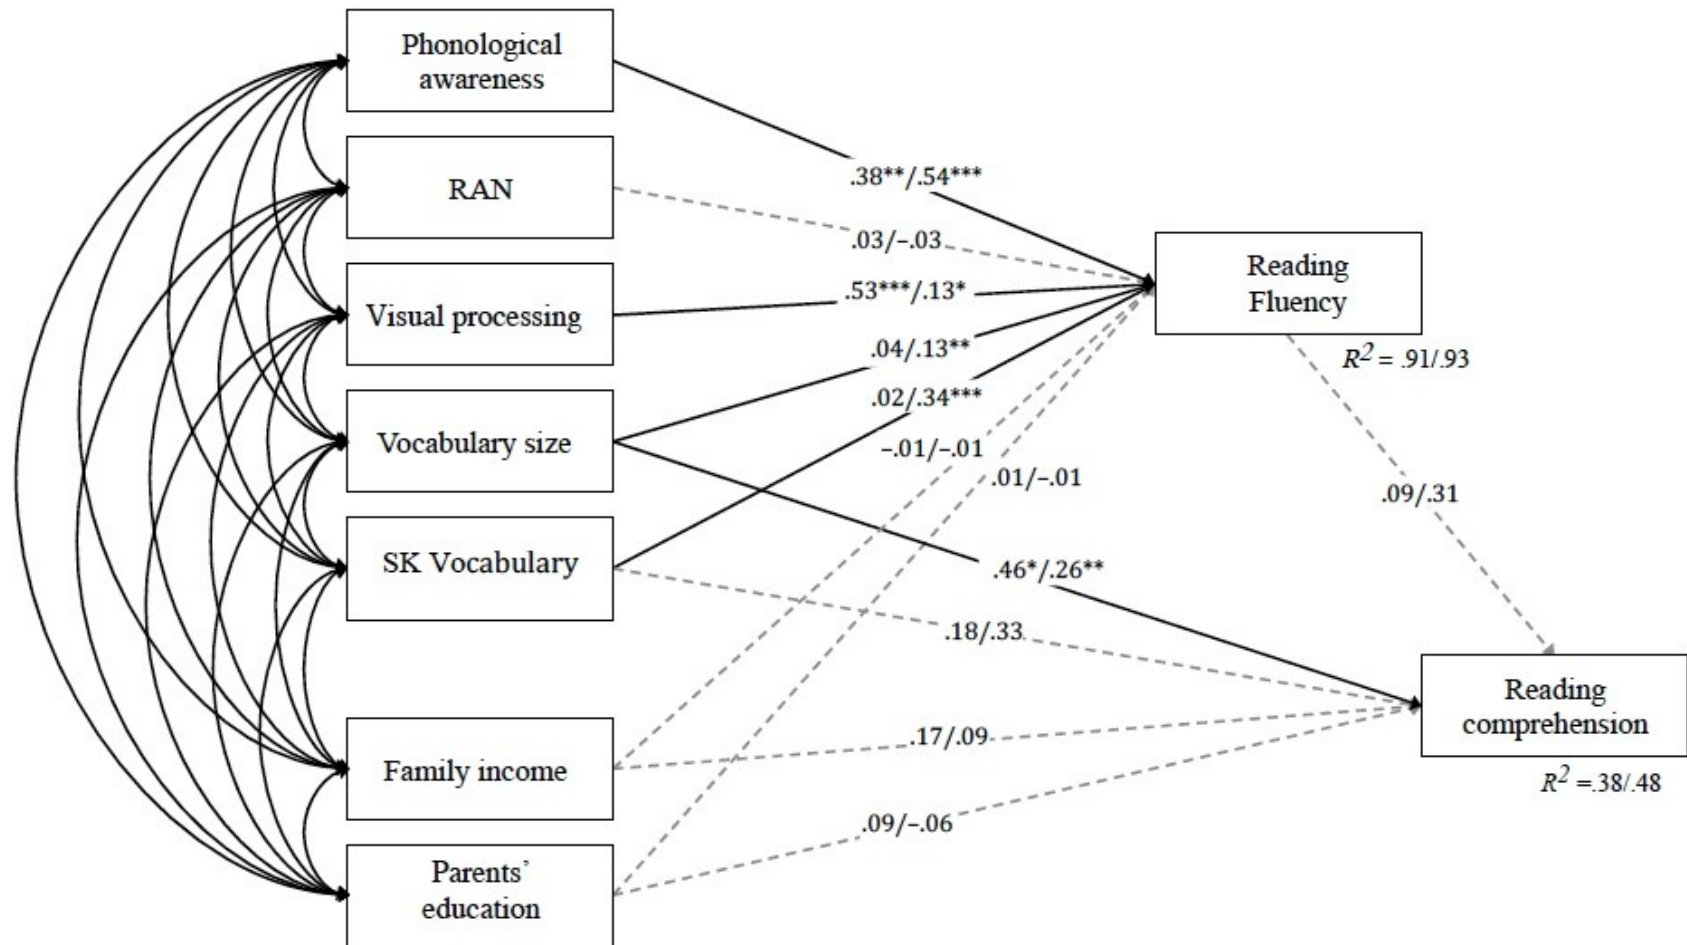 Phonological
awareness
RAN
Visual processing
Vocabulary size
SK Vocabulary
Family income
Parents’
education
.38**/.54***
.03/−.03
.53***/.13*
.04/.13**
.02/.34***
−.01/−.01
.01/−.01
.46*/.26**
.18/.33
.17/.09
.09/−.06
Reading
Fluency
R² = .91/.93
.09/.31
Reading
comprehension
R² =.38/.48